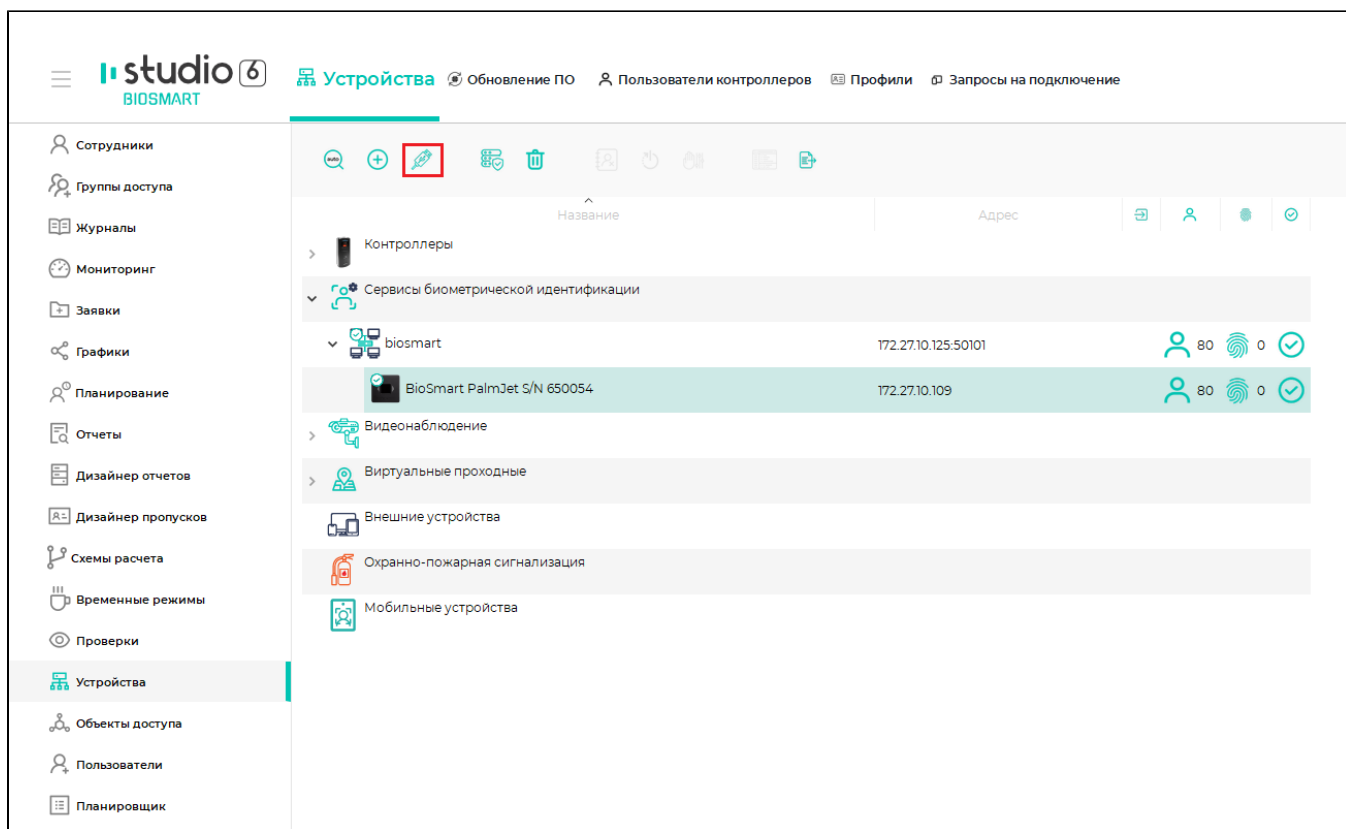 studio 6
BIOSMART
Устройства Обновление ПО Пользователи контроллеров Профили Запросы на подключение
Сотрудники
Группы доступа
Журналы
Мониторинг
Заявки
Графики
Планирование
Отчеты
Дизайнер отчетов
Дизайнер пропусков
Схемы расчета
Временные режимы
Проверки
Устройства
Объекты доступа
Пользователи
Планировщик
auto
Название Адрес
Контроллеры
Сервисы биометрической идентификации
biosmart 172.27.10.125:50101 80 0
BioSmart PalmJet S/N 650054 172.27.10.109 80 0
Видеонаблюдение
Виртуальные проходные
Внешние устройства
Охранно-пожарная сигнализация
Мобильные устройства